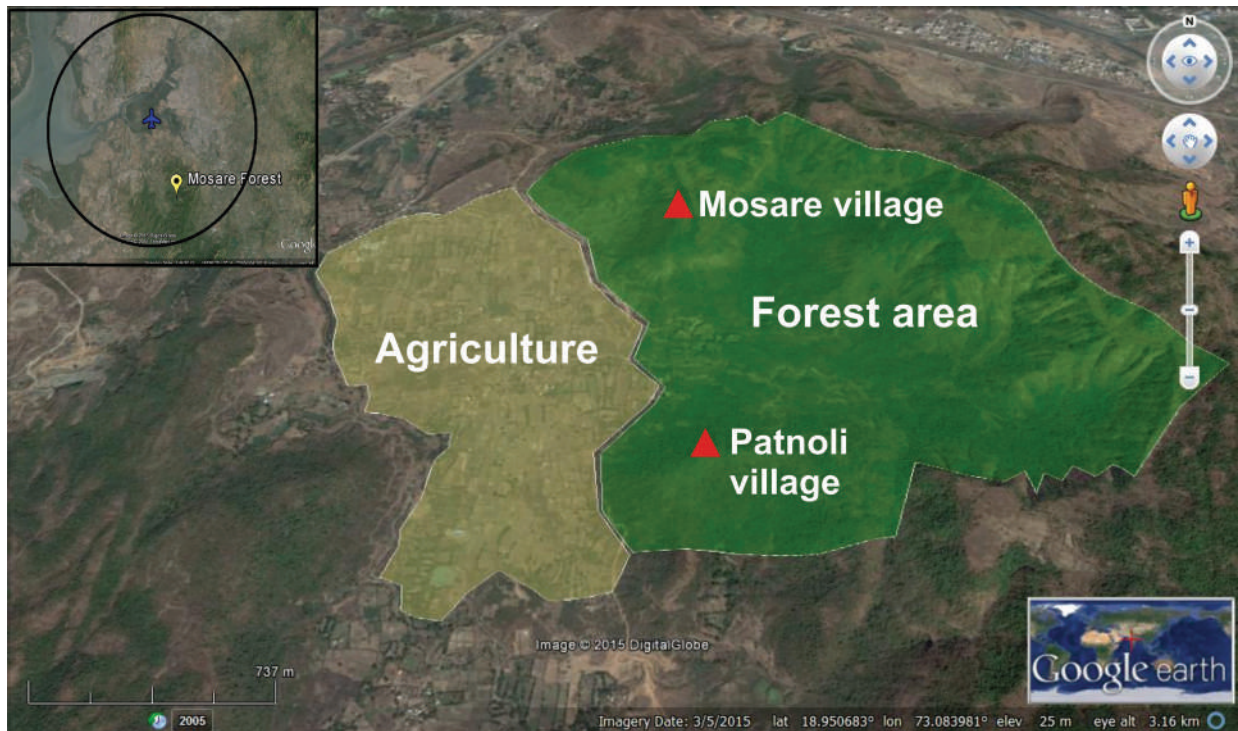 N
Mosare Forest
Google
Mosare village
Forest area
Agriculture
Patnoli
village
Image © 2015 DigitalGlobe
Google earth
737 m
2005
Imagery Date: 3/5/2015 lat 18.950683° lon 73.083981° elev 25 m eye alt 3.16 km